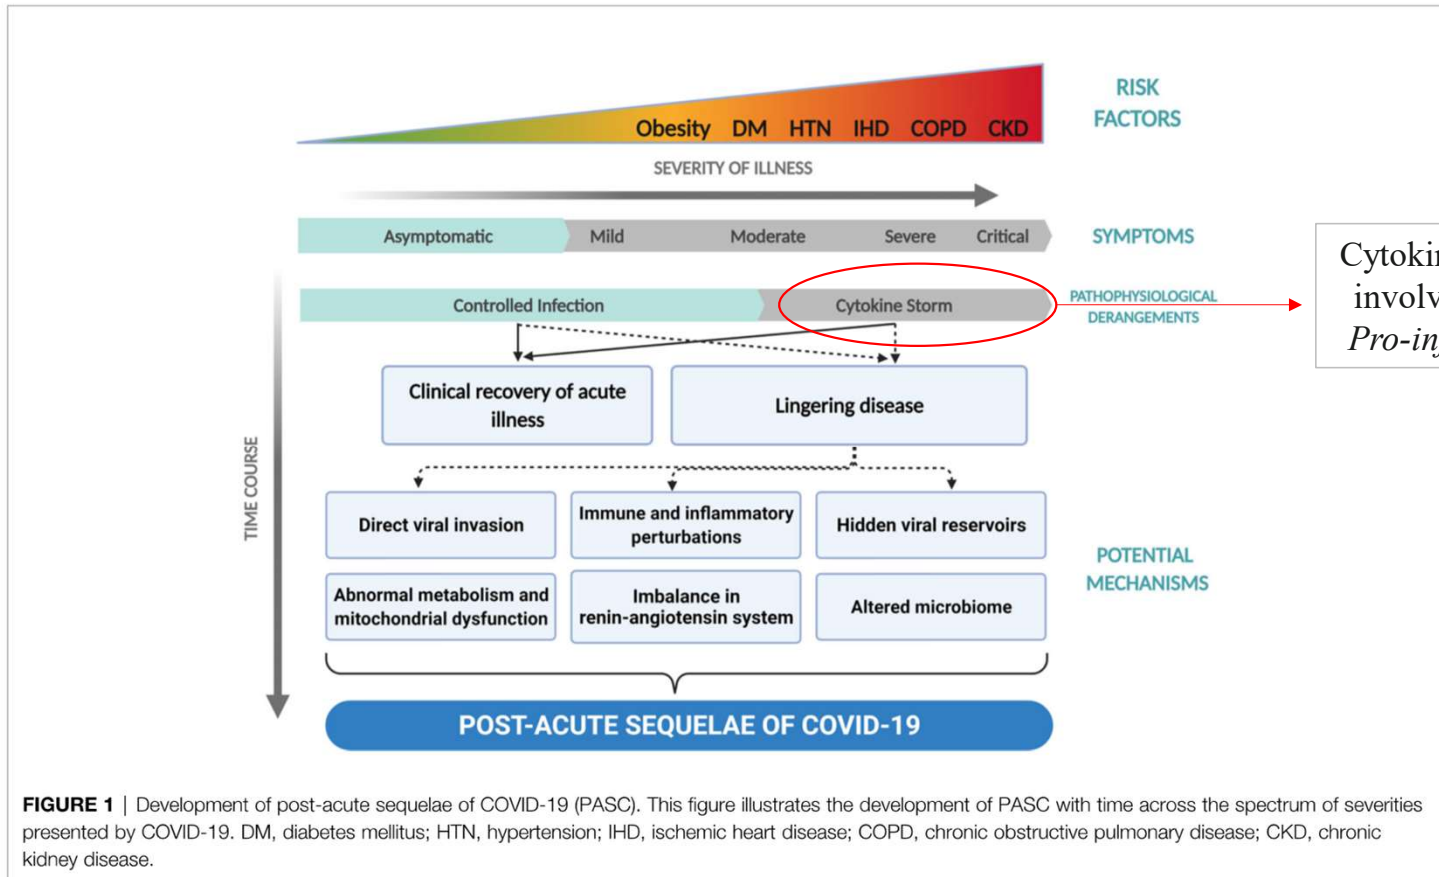 RISK
FACTORS
Obesity DM HTN IHD COPD CKD
SEVERITY OF ILLNESS
Asymptomatic Mild Moderate Severe Critical
SYMPTOMS
Controlled Infection Cytokine Storm
PATHOPHYSIOLOGICAL
DERANGEMENTS
Clinical recovery of acute
illness
Lingering disease
TIME COURSE
Direct viral invasion
Immune and inflammatory
perturbations
Hidden viral reservoirs
Abnormal metabolism and
mitochondrial dysfunction
Imbalance in
renin-angiotensin system
Altered microbiome
POTENTIAL
MECHANISMS
POST-ACUTE SEQUELAE OF COVID-19
FIGURE 1 | Development of post-acute sequelae of COVID-19 (PASC). This figure illustrates the development of PASC with time across the spectrum of severities
presented by COVID-19. DM, diabetes mellitus; HTN, hypertension; IHD, ischemic heart disease; COPD, chronic obstructive pulmonary disease; CKD, chronic
kidney disease.